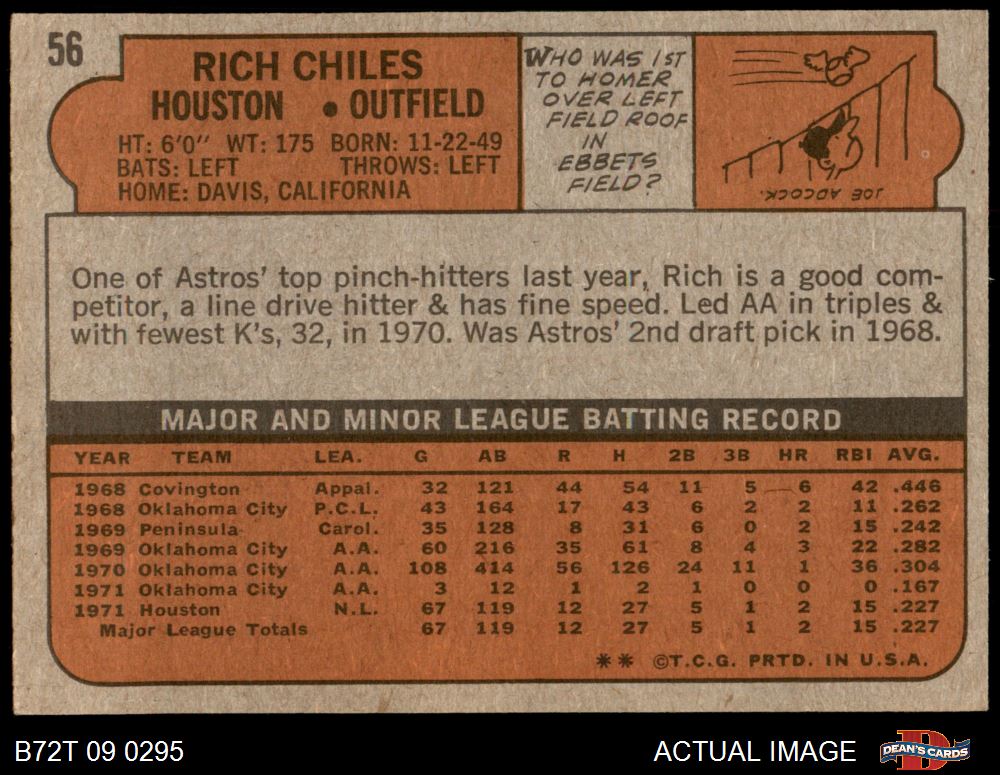 56
RICH CHILES
HOUSTON • OUTFIELD
HT: 6'0" WT: 175 BORN: 11-22-49
BATS: LEFT THROWS: LEFT
HOME: DAVIS, CALIFORNIA
WHO WAS 1ST
TO HOMER
OVER LEFT
FIELD ROOF
IN
EBBETS
FIELD?
JOE ADCOCK.
One of Astros' top pinch-hitters last year, Rich is a good com-
petitor, a line drive hitter & has fine speed. Led AA in triples &
with fewest K's, 32, in 1970. Was Astros' 2nd draft pick in 1968.
MAJOR AND MINOR LEAGUE BATTING RECORD
YEAR TEAM LEA. G AB R H 2B 3B HR RBI AVG.
1968 Covington Appal. 32 121 44 54 11 5 6 42 .446
1968 Oklahoma City P.C.L. 43 164 17 43 6 2 2 11 .262
1969 Peninsula Carol. 35 128 8 31 6 0 2 15 .242
1969 Oklahoma City A.A. 60 216 35 61 8 4 3 22 .282
1970 Oklahoma City A.A. 108 414 56 126 24 11 1 36 .304
1971 Oklahoma City A.A. 3 12 1 2 1 0 0 0 .167
1971 Houston N.L. 67 119 12 27 5 1 2 15 .227
Major League Totals 67 119 12 27 5 1 2 15 .227
** ©T.C.G. PRTD. IN U.S.A.
B72T 09 0295
ACTUAL IMAGE
D
DEAN'S CARDS